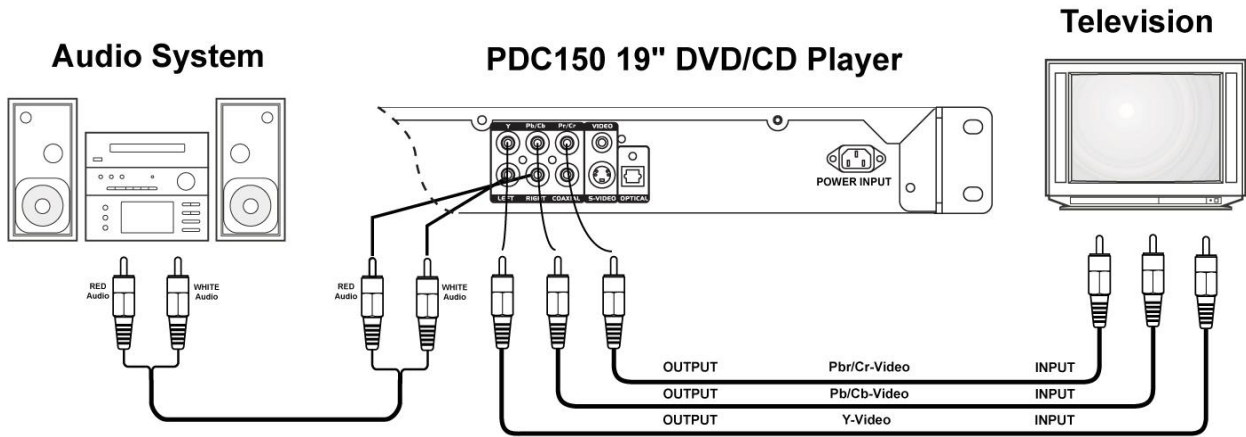 Television
Audio System
PDC150 19" DVD/CD Player
Y Pb/Cb Pr/Cr VIDEO
POWER INPUT
LEFT RIGHT COAXIAL S-VIDEO OPTICAL
RED
Audio
WHITE
Audio
RED
Audio
WHITE
Audio
OUTPUT Pbr/Cr-Video INPUT
OUTPUT Pb/Cb-Video INPUT
OUTPUT Y-Video INPUT